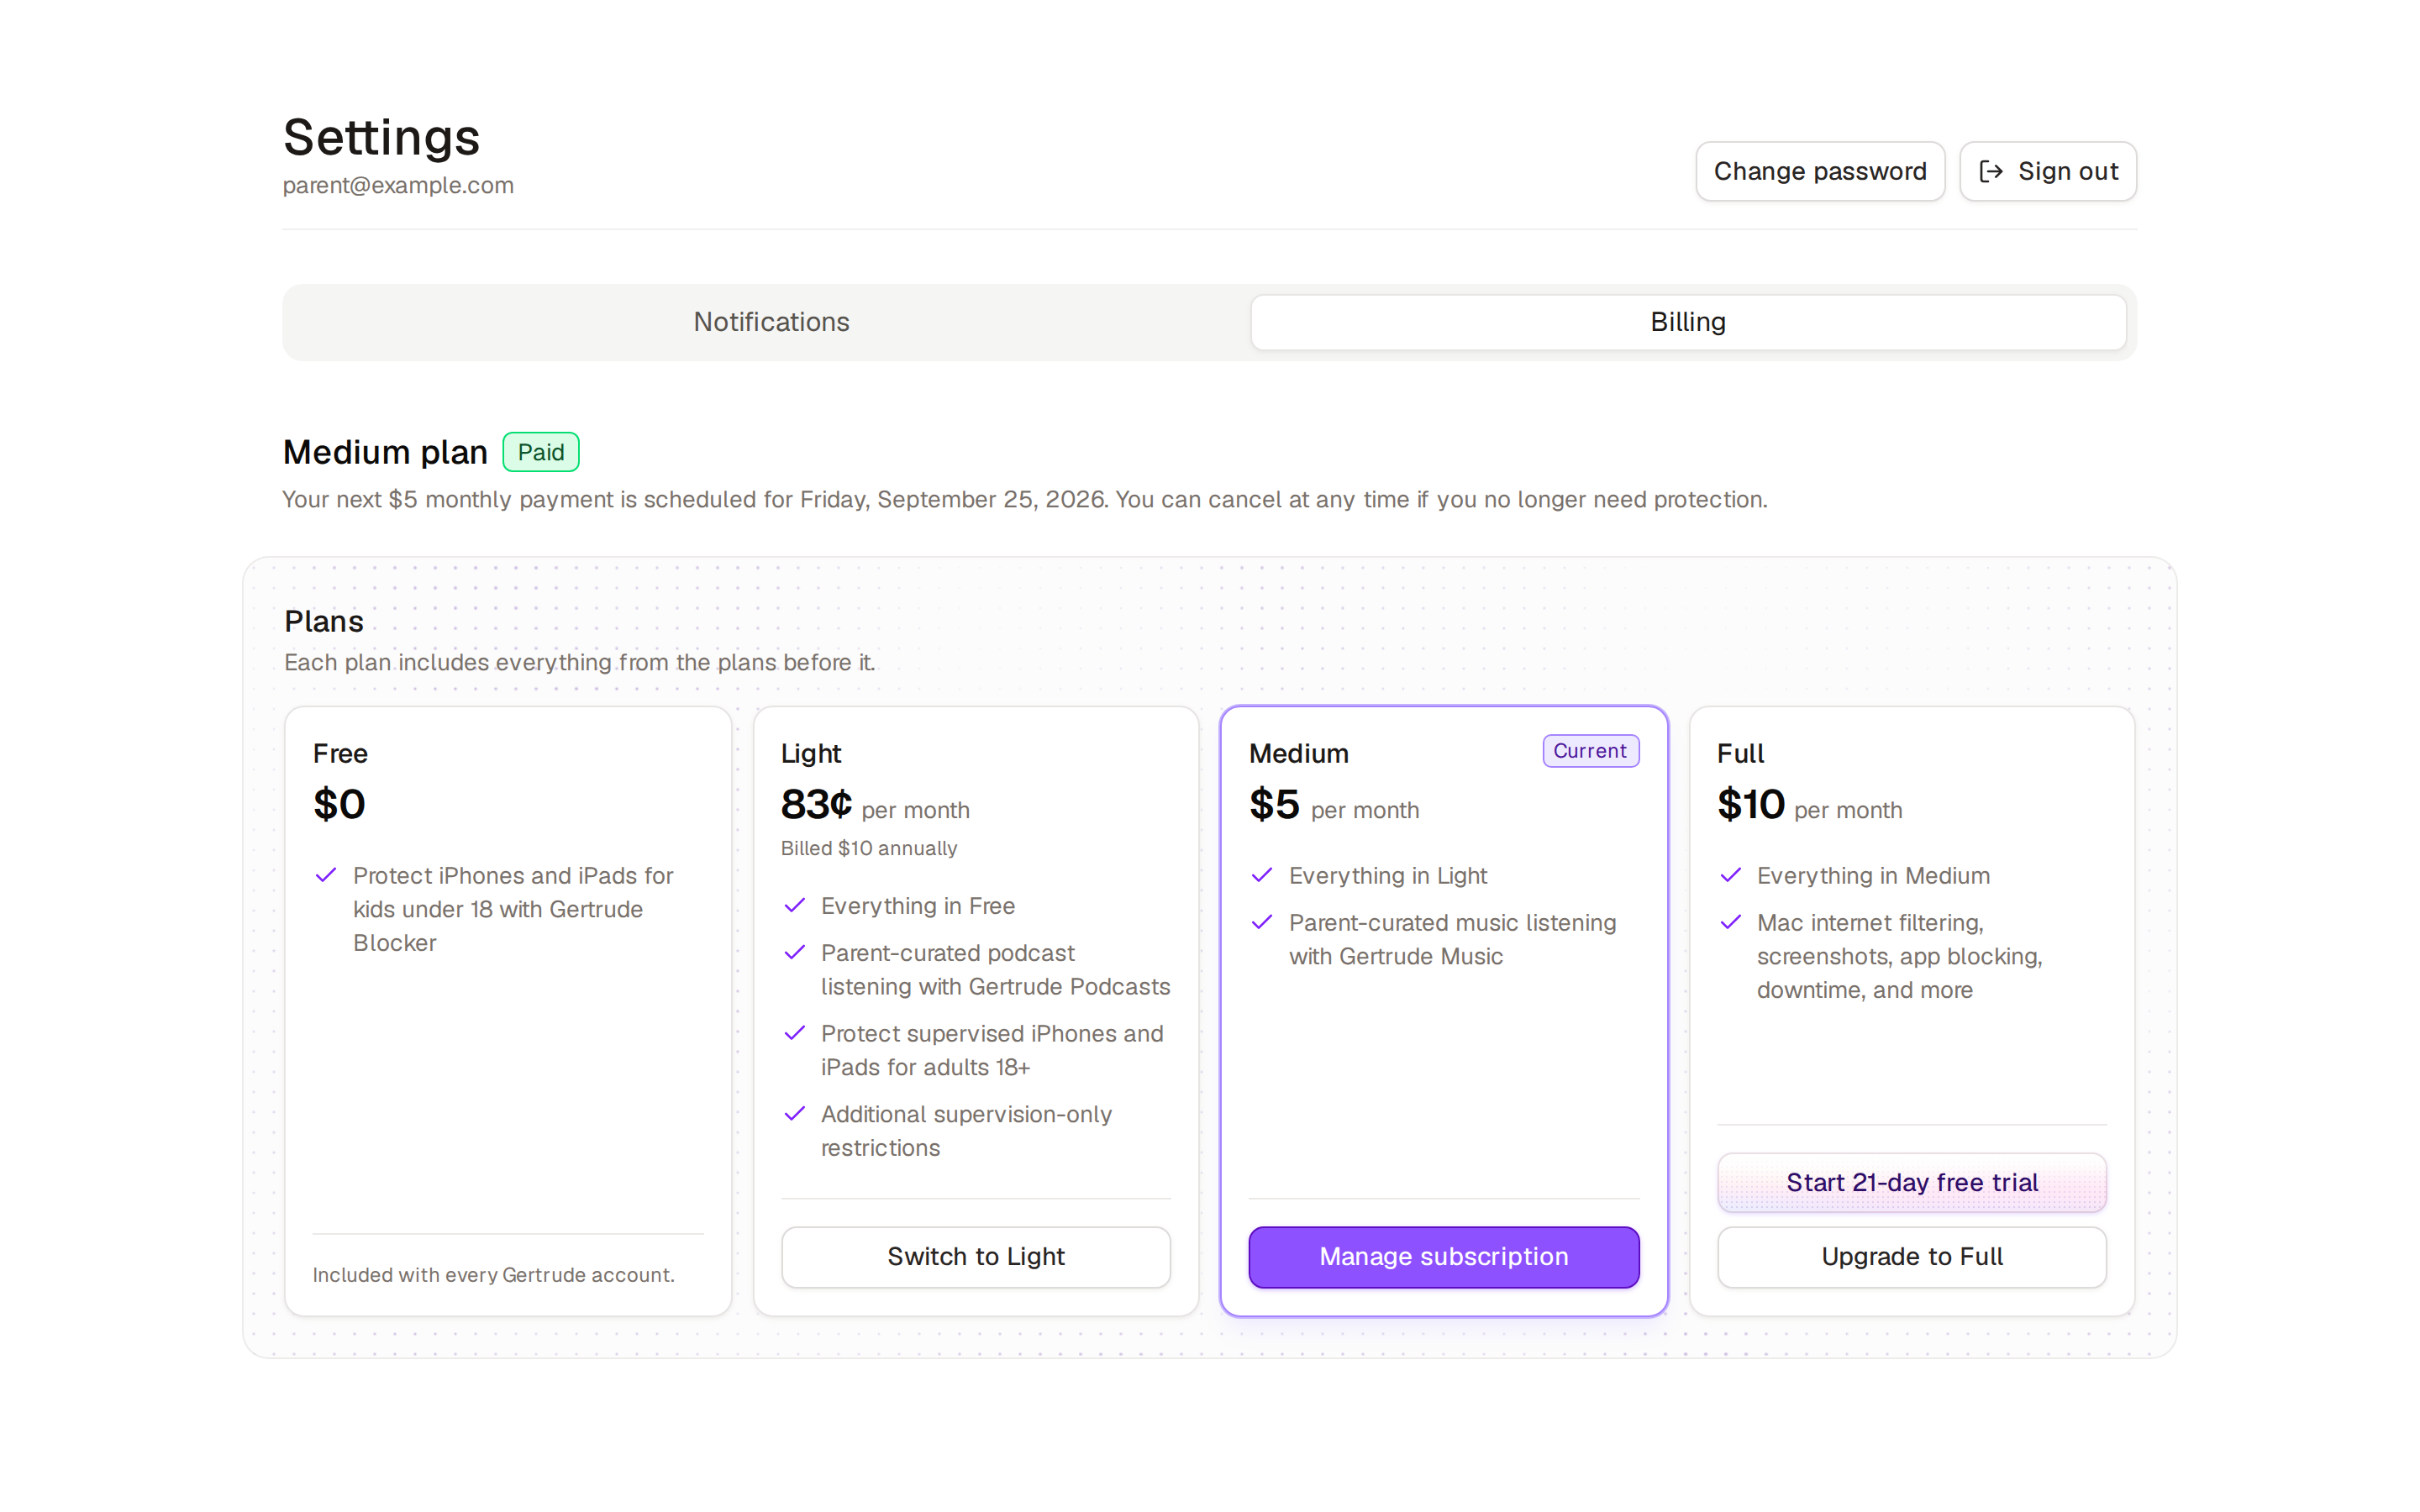 Settings
parent@example.com
Change password
Sign out
Notifications
Billing
Medium plan
Paid
Your next $5 monthly payment is scheduled for Friday, September 25, 2026. You can cancel at any time if you no longer need protection.
Plans
Each plan includes everything from the plans before it.
Free
$0
Protect iPhones and iPads for
kids under 18 with Gertrude
Blocker
Included with every Gertrude account.
Light
83¢ per month
Billed $10 annually
Everything in Free
Parent-curated podcast
listening with Gertrude Podcasts
Protect supervised iPhones and
iPads for adults 18+
Additional supervision-only
restrictions
Switch to Light
Medium
Current
$5 per month
Everything in Light
Parent-curated music listening
with Gertrude Music
Manage subscription
Full
$10 per month
Everything in Medium
Mac internet filtering,
screenshots, app blocking,
downtime, and more
Start 21-day free trial
Upgrade to Full